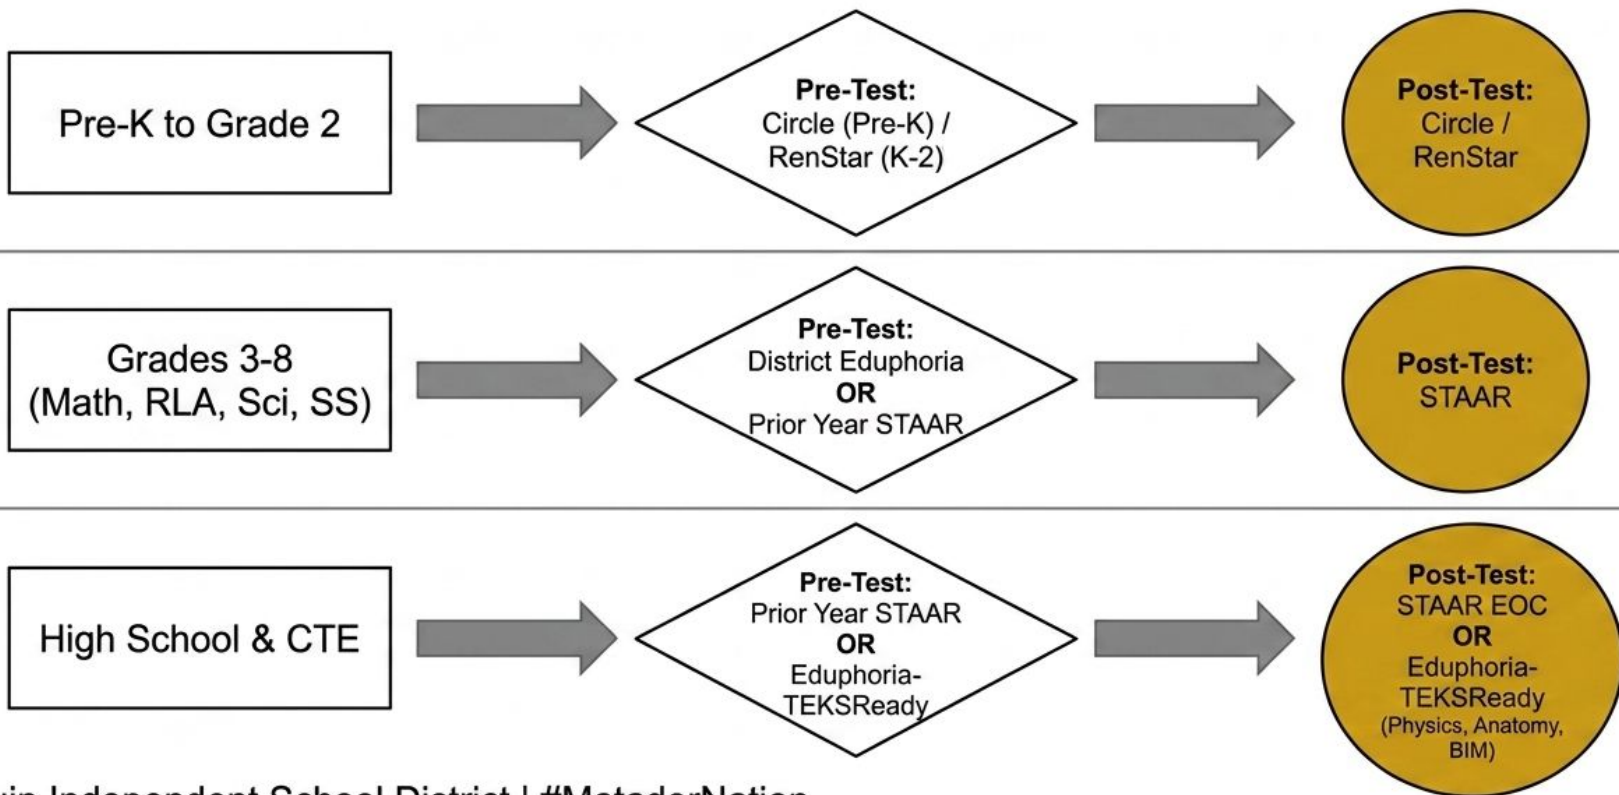 Pre-K to Grade 2
Pre-Test:
Circle (Pre-K) /
RenStar (K-2)
Post-Test:
Circle /
RenStar
Grades 3-8
(Math, RLA, Sci, SS)
Pre-Test:
District Eduphoria
OR
Prior Year STAAR
Post-Test:
STAAR
High School & CTE
Pre-Test:
Prior Year STAAR
OR
Eduphoria-
TEKSReady
Post-Test:
STAAR EOC
OR
Eduphoria-
TEKSReady
(Physics, Anatomy,
BIM)
Independent School District | #MatadorNation